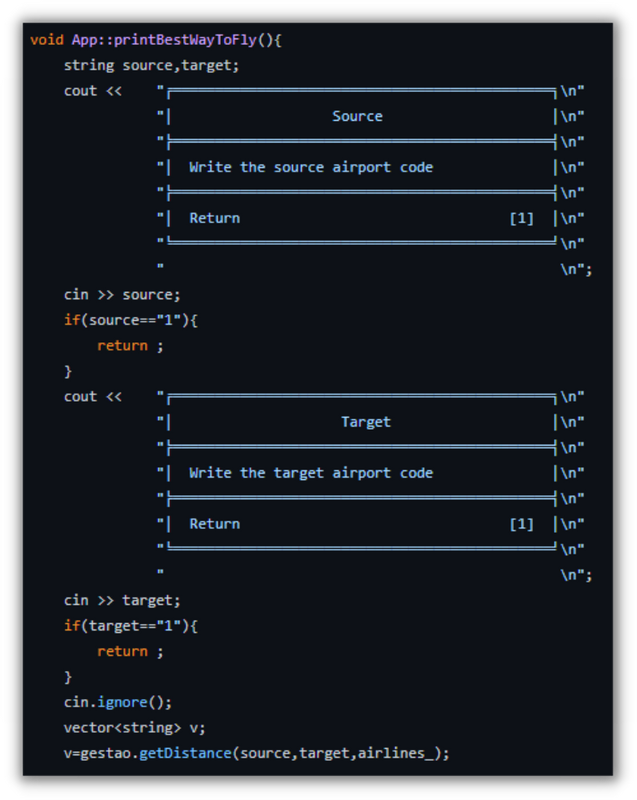 void App::printBestWayToFly(){
    string source,target;
    cout <<    "╒═══════════════════════════════════════════╕\n"
               "│                   Source                    │\n"
               "╞═══════════════════════════════════════════╡\n"
               "│  Write the source airport code              │\n"
               "╞═══════════════════════════════════════════╡\n"
               "│  Return                                [1]  │\n"
               "╘═══════════════════════════════════════════╛\n"
               "                                               \n";
    cin >> source;
    if(source=="1"){
        return ;
    }
    cout <<    "╒═══════════════════════════════════════════╕\n"
               "│                    Target                   │\n"
               "╞═══════════════════════════════════════════╡\n"
               "│  Write the target airport code              │\n"
               "╞═══════════════════════════════════════════╡\n"
               "│  Return                                [1]  │\n"
               "╘═══════════════════════════════════════════╛\n"
               "                                               \n";
    cin >> target;
    if(target=="1"){
        return ;
    }
    cin.ignore();
    vector<string> v;
    v=gestao.getDistance(source,target,airlines_);